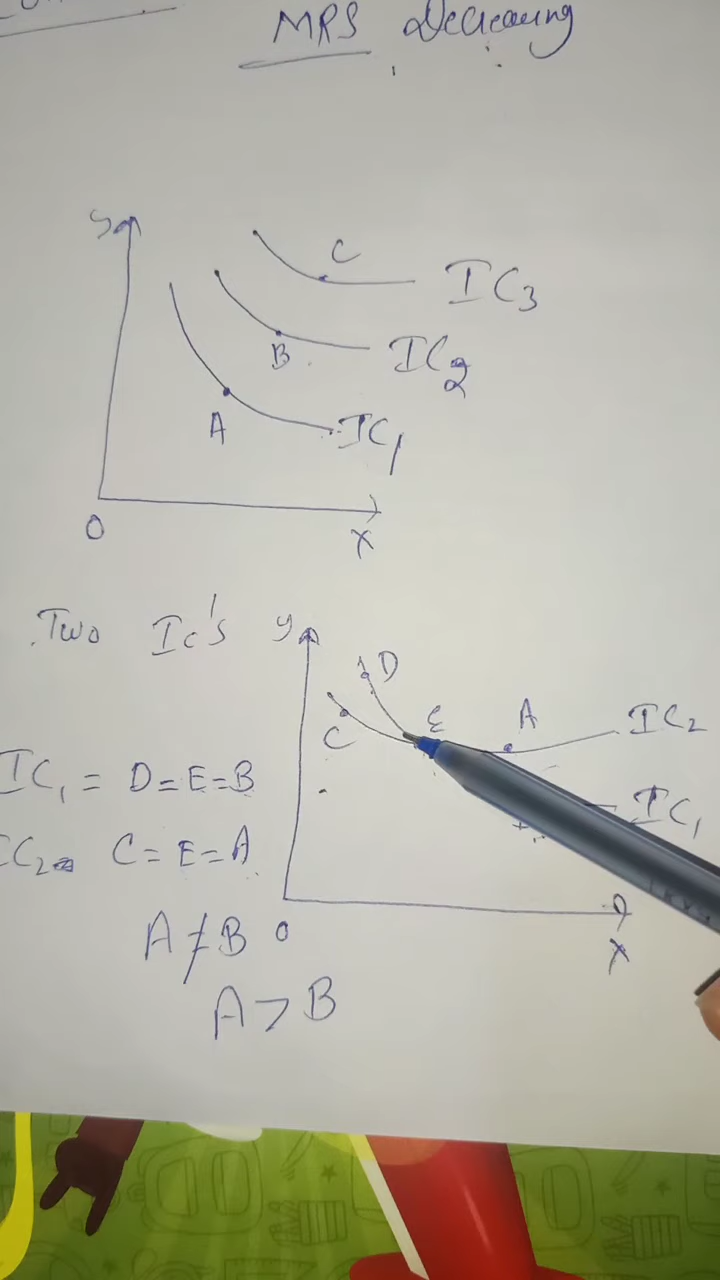 MRS Decreasing
y
C
IC3
B
IC2
A
IC1
O
X
Two Ic's
y
D
E
A
IC2
C
IC1 = D=E=B
IC1
IC2= C=E=A
A≠B
O
X
A>B